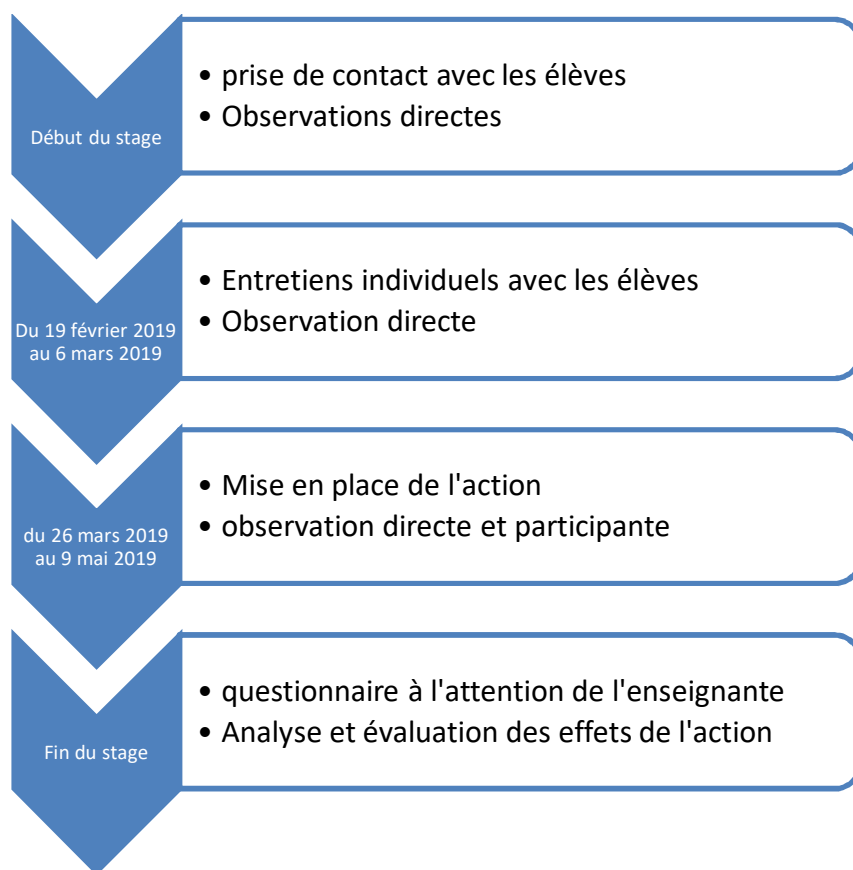 Début du stage
• prise de contact avec les élèves
• Observations directes
Du 19 février 2019
au 6 mars 2019
• Entretiens individuels avec les élèves
• Observation directe
du 26 mars 2019
au 9 mai 2019
• Mise en place de l'action
• observation directe et participante
Fin du stage
• questionnaire à l'attention de l'enseignante
• Analyse et évaluation des effets de l'action